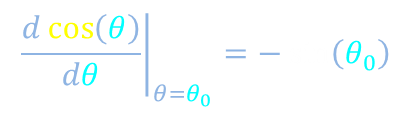 d cos(θ) / dθ |_{θ=θ₀} = − (θ₀)